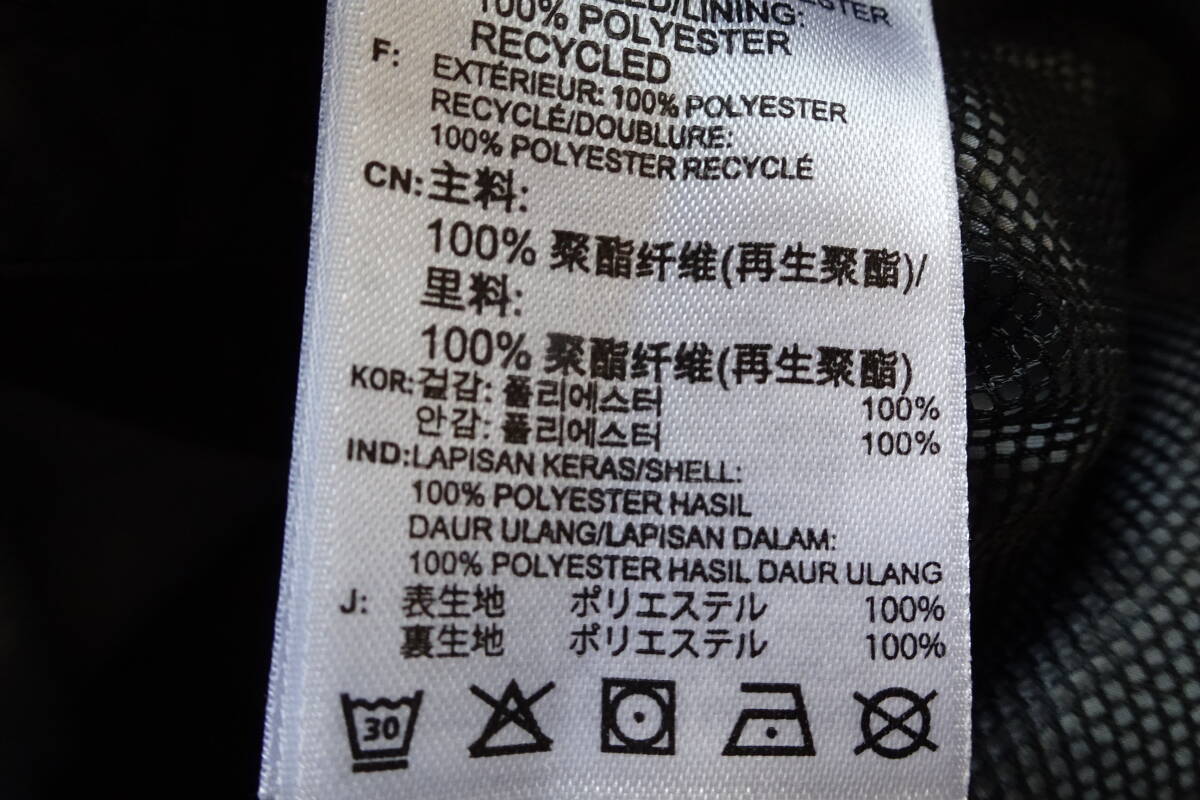 LINING: ESTER
100% POLYESTER
RECYCLED
F: EXTÉRIEUR: 100% POLYESTER
RECYCLÉ/DOUBLURE:
100% POLYESTER RECYCLÉ
CN: 主料:
100% 聚酯纤维(再生聚酯)/
里料:
100% 聚酯纤维(再生聚酯)
KOR: 겉감: 폴리에스터 100%
안감: 폴리에스터 100%
IND: LAPISAN KERAS/SHELL:
100% POLYESTER HASIL
DAUR ULANG/LAPISAN DALAM:
100% POLYESTER HASIL DAUR ULANG
J: 表生地 ポリエステル 100%
裏生地 ポリエステル 100%
30